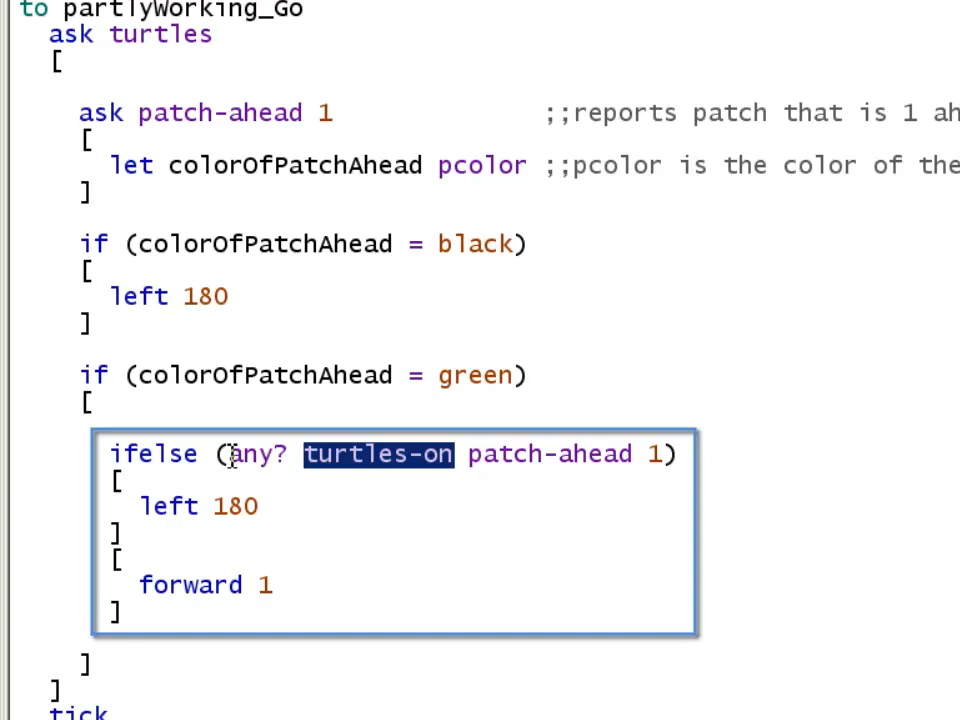 to partlyWorking_Go
ask turtles
[
ask patch-ahead 1 ;;reports patch that is 1 ah
[
let colorOfPatchAhead pcolor ;;pcolor is the color of the
]
if (colorOfPatchAhead = black)
[
left 180
]
if (colorOfPatchAhead = green)
[
ifelse (any? turtles-on patch-ahead 1)
[
left 180
]
[
forward 1
]
]
]
tick